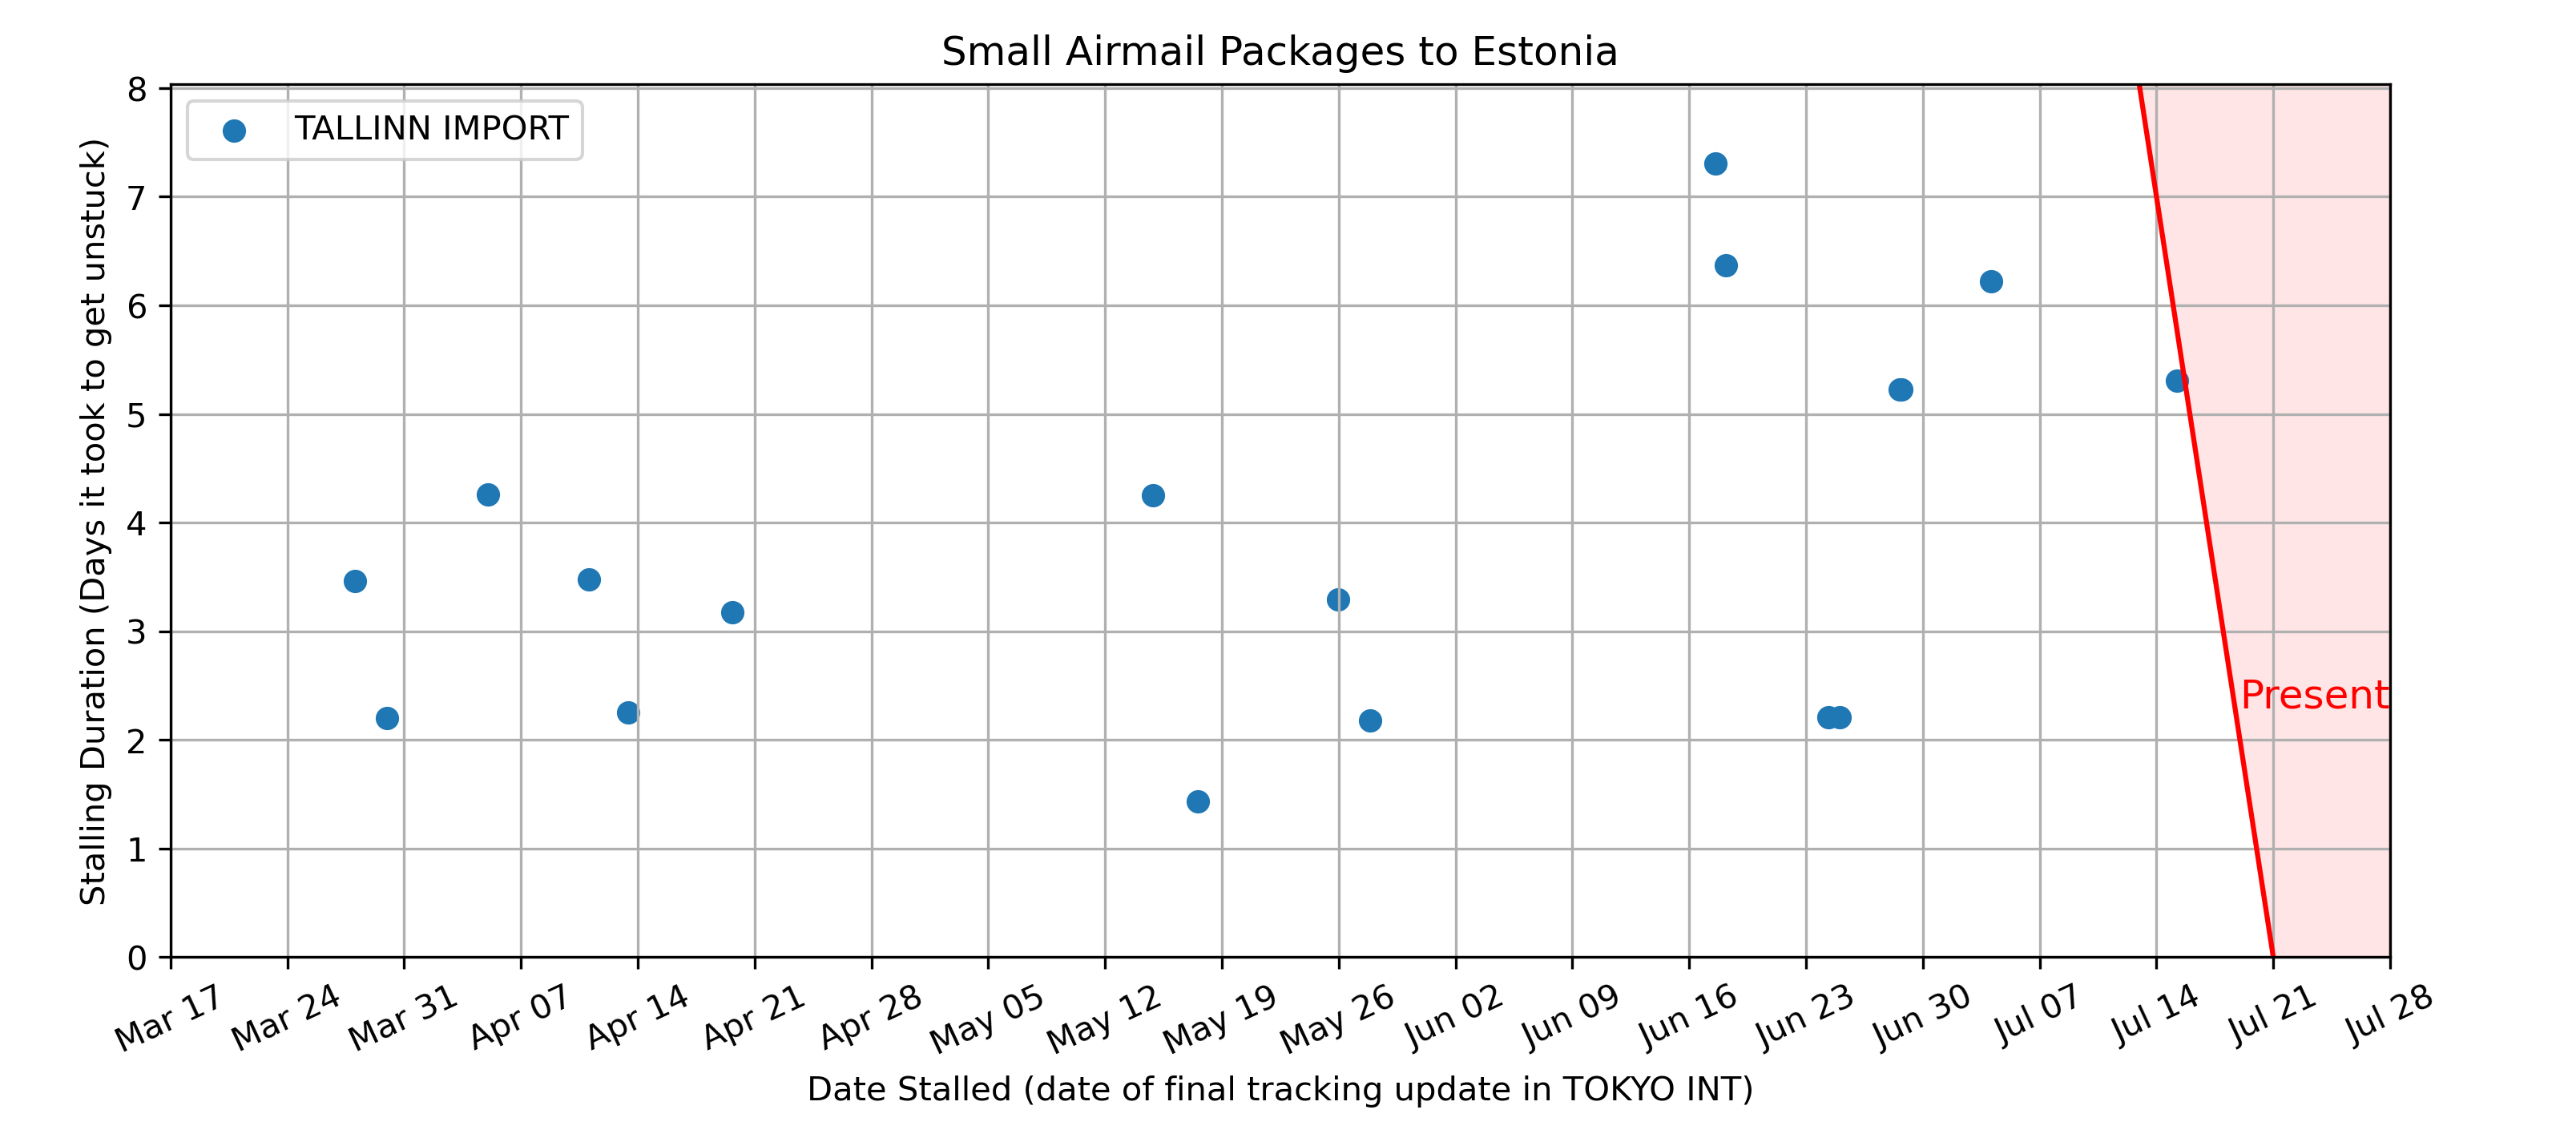 Small Airmail Packages to Estonia
TALLINN IMPORT
Stalling Duration (Days it took to get unstuck)
8
7
6
5
4
3
2
1
0
Present
Mar 17 Mar 24 Mar 31 Apr 07 Apr 14 Apr 21 Apr 28 May 05 May 12 May 19 May 26 Jun 02 Jun 09 Jun 16 Jun 23 Jun 30 Jul 07 Jul 14 Jul 21 Jul 28
Date Stalled (date of final tracking update in TOKYO INT)